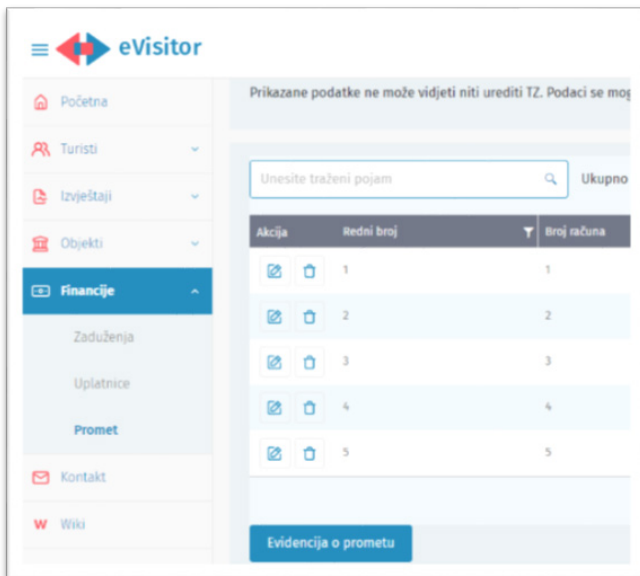 eVisitor
Početna
Turisti
Izvještaji
Objekti
Financije
Zaduženja
Uplatnice
Promet
Kontakt
W Wiki
Prikazane podatke ne može vidjeti niti urediti TZ. Podaci se mog
Unesite traženi pojam
Ukupno
Akcija Redni broj Broj računa
1 1
2 2
3 3
4 4
5 5
Evidencija o prometu